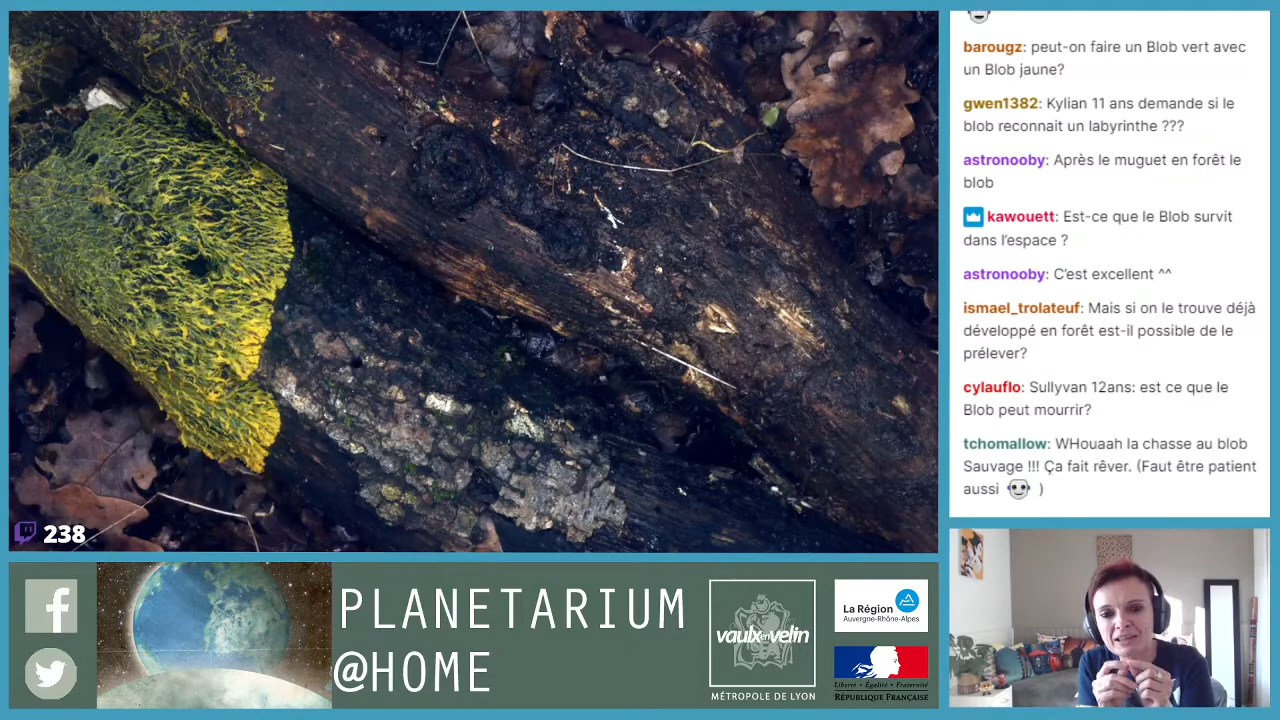 barougz: peut-on faire un Blob vert avec
un Blob jaune?
gwen1382: Kylian 11 ans demande si le
blob reconnait un labyrinthe ???
astronooby: Après le muguet en forêt le
blob
kawouett: Est-ce que le Blob survit
dans l'espace ?
astronooby: C'est excellent ^^
ismael_trolateuf: Mais si on le trouve déjà
développé en forêt est-il possible de le
prélever?
cylauflo: Sullyvan 12ans: est ce que le
Blob peut mourrir?
tchomallow: WHouaah la chasse au blob
Sauvage !!! Ça fait rêver. (Faut être patient
aussi )
238
PLANETARIUM
@HOME
vaulx en velin
MÉTROPOLE DE LYON
La Région
Auvergne-Rhône-Alpes
Liberté • Égalité • Fraternité
RÉPUBLIQUE FRANÇAISE